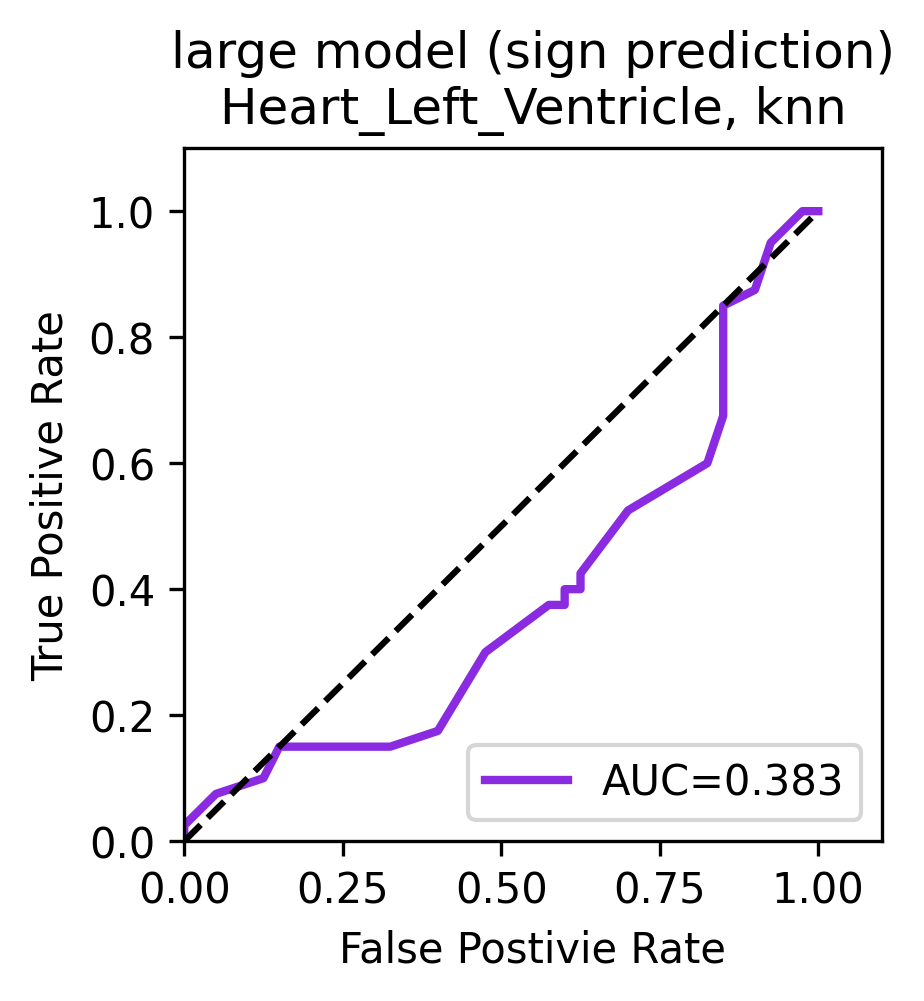 large model (sign prediction)
Heart_Left_Ventricle, knn
True Positive Rate
1.0
0.8
0.6
0.4
0.2
0.0
AUC=0.383
0.00 0.25 0.50 0.75 1.00
False Postivie Rate